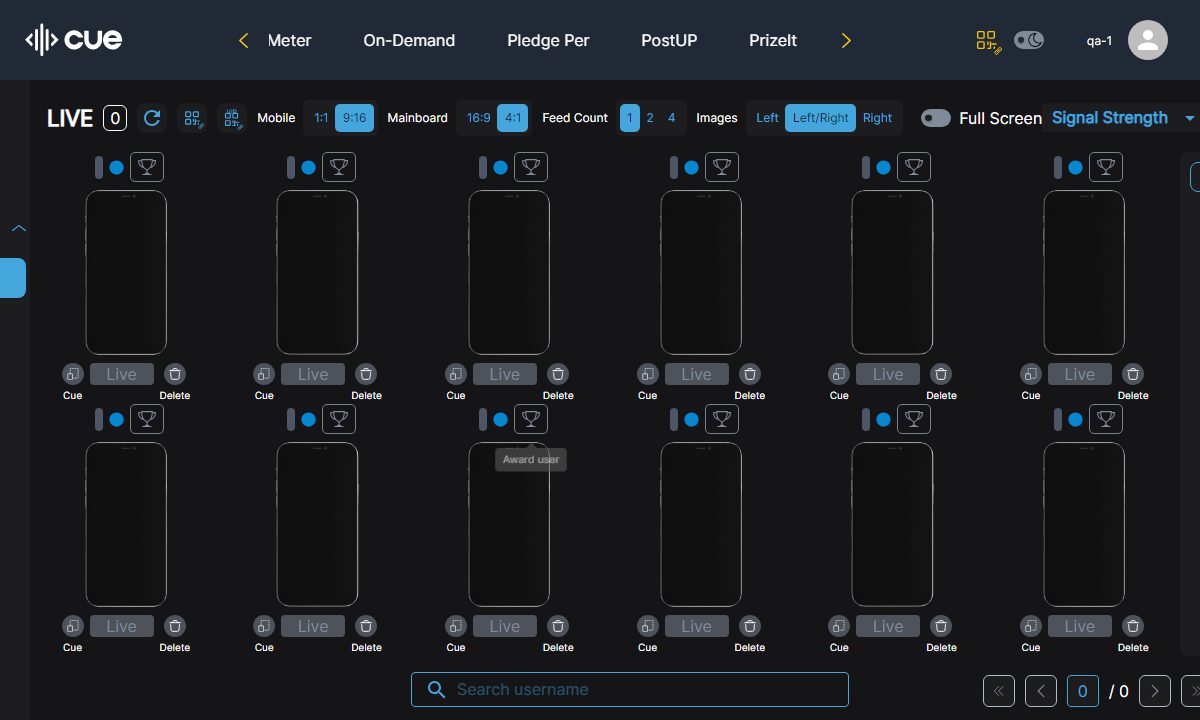 cue
Meter On-Demand Pledge Per PostUP PrizeIt qa-1
LIVE 0 Mobile 1:1 9:16 Mainboard 16:9 4:1 Feed Count 1 2 4 Images Left Left/Right Right Full Screen Signal Strength
Live Live Live Live Live Live
Cue Delete Cue Delete Cue Delete Cue Delete Cue Delete Cue Delete
Award user
Live Live Live Live Live Live
Cue Delete Cue Delete Cue Delete Cue Delete Cue Delete Cue Delete
Search username 0 / 0